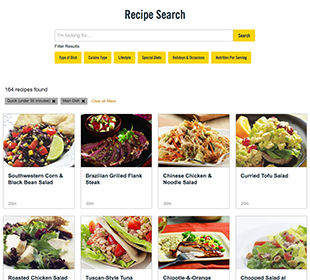 Recipe Search
I'm looking for...
Search
Filter Results:
Type of Dish Cuisine Type Lifestyle Special Diets Holidays & Occasions Nutrition Per Serving
164 recipes found
Quick (under 30 minutes) ✖ Main Dish ✖ Clear all filters
Southwestern Corn & Black Bean Salad
20m
Brazilian Grilled Flank Steak
30m
Chinese Chicken & Noodle Salad
30m
Curried Tofu Salad
20m
Roasted Chicken Salad
Tuscan-Style Tuna
Chipotle-&-Orange
Chopped Salad al